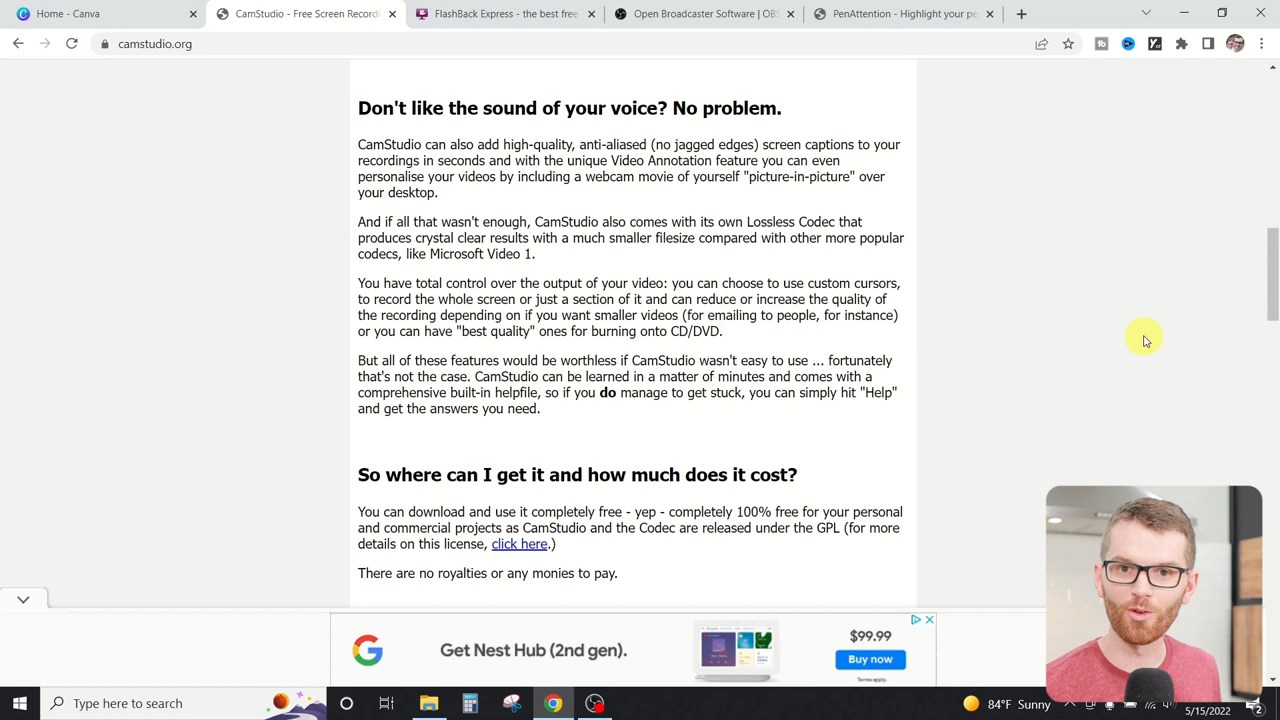 Home - Canva
CamStudio - Free Screen Record
FlashBack Express - the best free
Open Broadcaster Software | OBS
PenAttention - Highlight your pe
camstudio.org
Don't like the sound of your voice? No problem.
CamStudio can also add high-quality, anti-aliased (no jagged edges) screen captions to your
recordings in seconds and with the unique Video Annotation feature you can even
personalise your videos by including a webcam movie of yourself "picture-in-picture" over
your desktop.
And if all that wasn't enough, CamStudio also comes with its own Lossless Codec that
produces crystal clear results with a much smaller filesize compared with other more popular
codecs, like Microsoft Video 1.
You have total control over the output of your video: you can choose to use custom cursors,
to record the whole screen or just a section of it and can reduce or increase the quality of
the recording depending on if you want smaller videos (for emailing to people, for instance)
or you can have "best quality" ones for burning onto CD/DVD.
But all of these features would be worthless if CamStudio wasn't easy to use ... fortunately
that's not the case. CamStudio can be learned in a matter of minutes and comes with a
comprehensive built-in helpfile, so if you do manage to get stuck, you can simply hit "Help"
and get the answers you need.
So where can I get it and how much does it cost?
You can download and use it completely free - yep - completely 100% free for your personal
and commercial projects as CamStudio and the Codec are released under the GPL (for more
details on this license, click here.)
There are no royalties or any monies to pay.
Get Nest Hub (2nd gen).
$99.99
Buy now
Terms apply.
Type here to search
84°F Sunny
5/15/2022
2